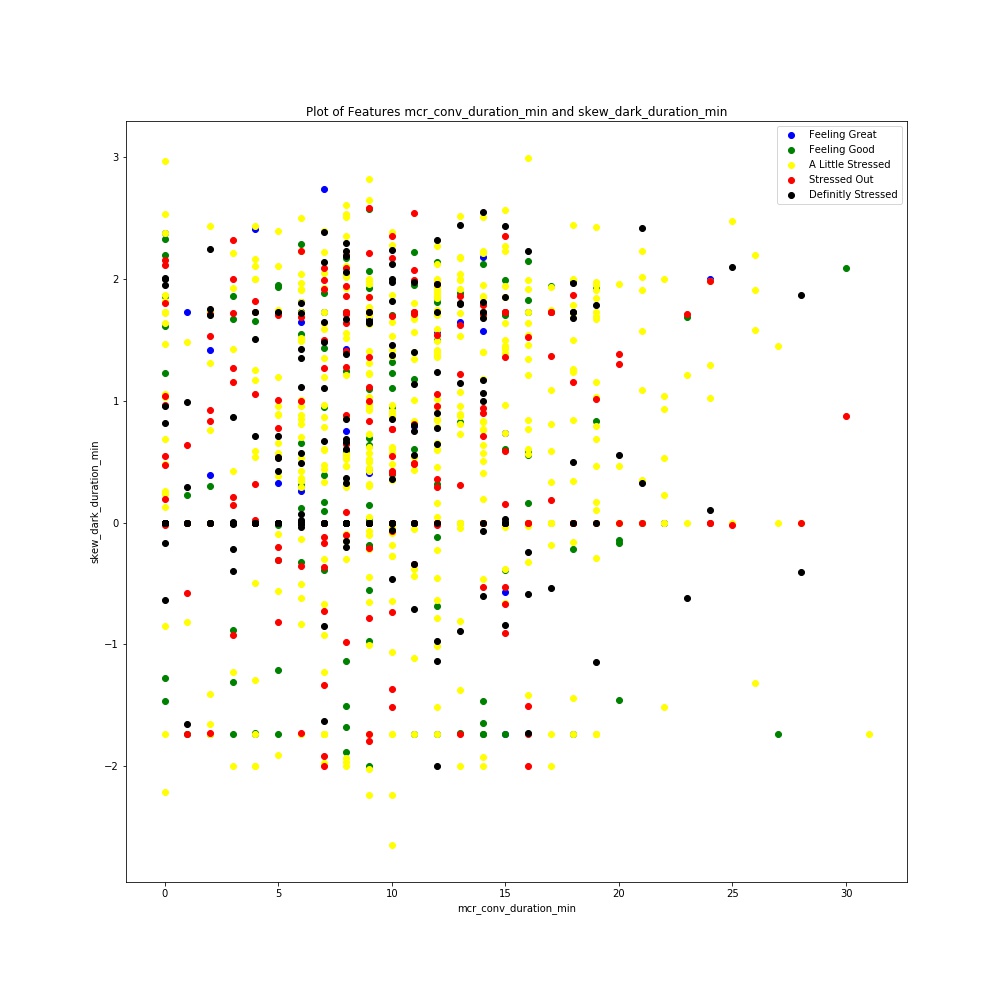 Plot of Features mcr_conv_duration_min and skew_dark_duration_min
Feeling Great
Feeling Good
A Little Stressed
Stressed Out
Definitly Stressed
3
2
1
0
−1
−2
skew_dark_duration_min
0 5 10 15 20 25 30
mcr_conv_duration_min